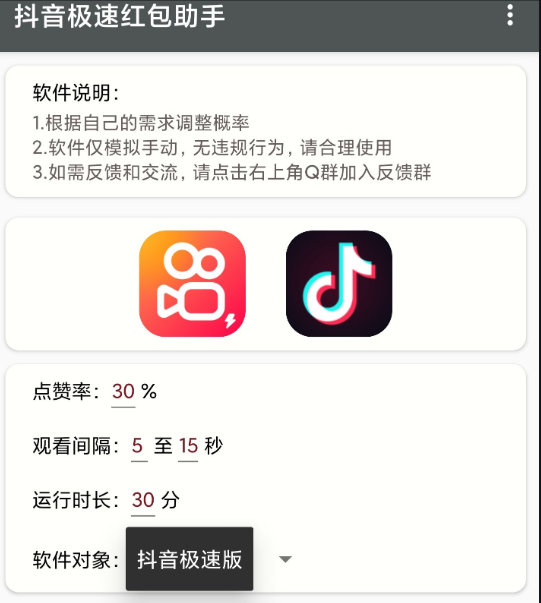 抖音极速红包助手
软件说明：
1.根据自己的需求调整概率
2.软件仅模拟手动，无违规行为，请合理使用
3.如需反馈和交流，请点击右上角Q群加入反馈群
点赞率：30 %
观看间隔：5 至 15 秒
运行时长：30 分
软件对象：抖音极速版